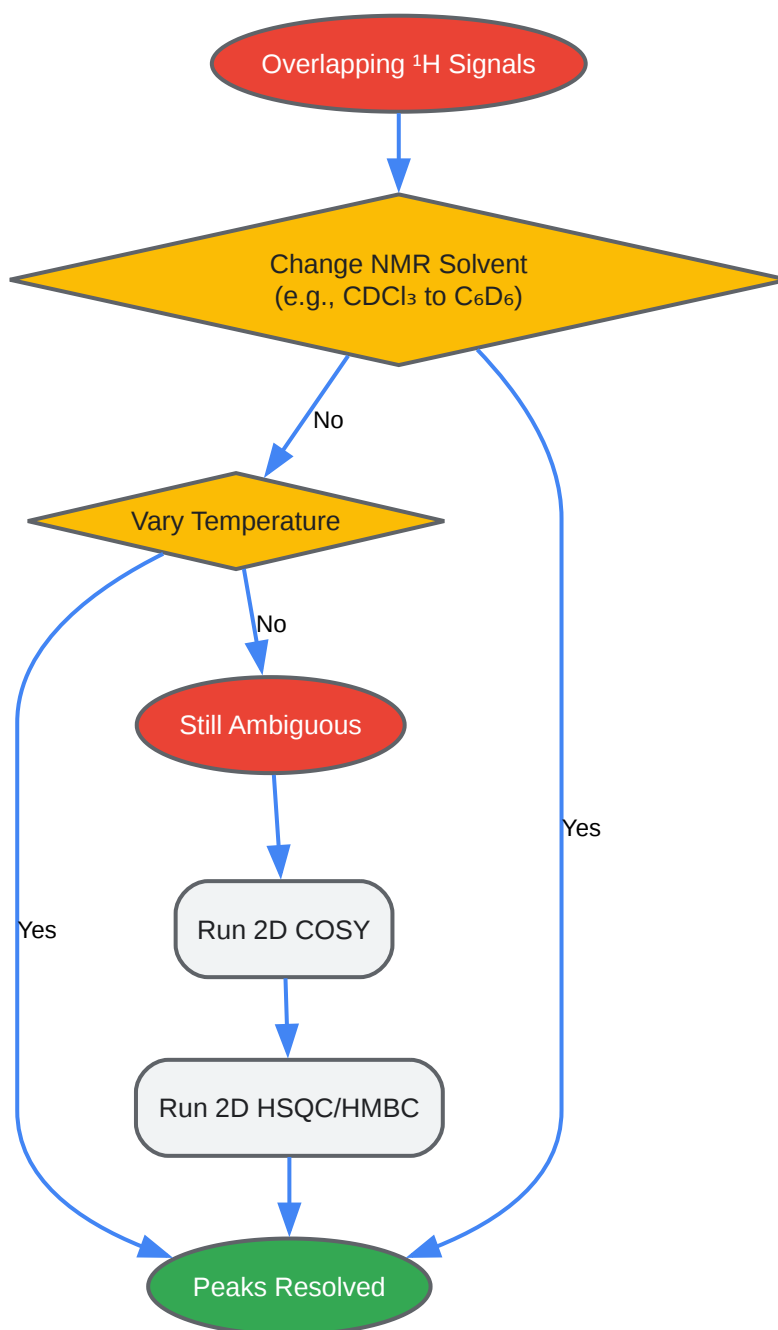 Overlapping ¹H Signals
Change NMR Solvent
(e.g., CDCl₃ to C₆D₆)
No
Vary Temperature
No
Still Ambiguous
Yes
Run 2D COSY
Yes
Run 2D HSQC/HMBC
Peaks Resolved